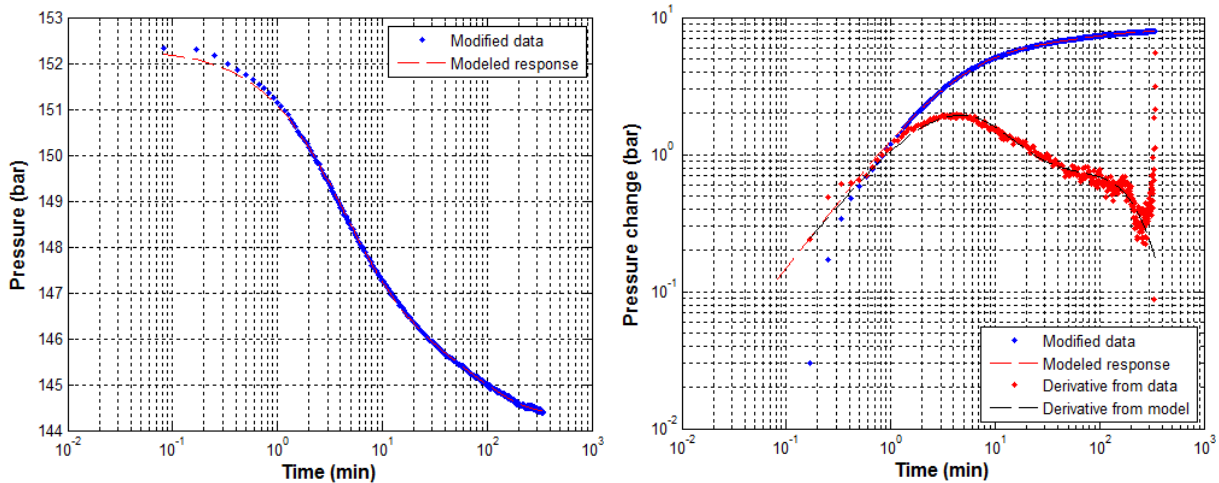 153
152
151
150
149
148
147
146
145
144
Pressure (bar)
10^-2
10^-1
10^0
10^1
10^2
10^3
Time (min)
Modified data
Modeled response
10^1
10^0
10^-1
10^-2
Pressure change (bar)
10^-2
10^-1
10^0
10^1
10^2
10^3
Time (min)
Modified data
Modeled response
Derivative from data
Derivative from model